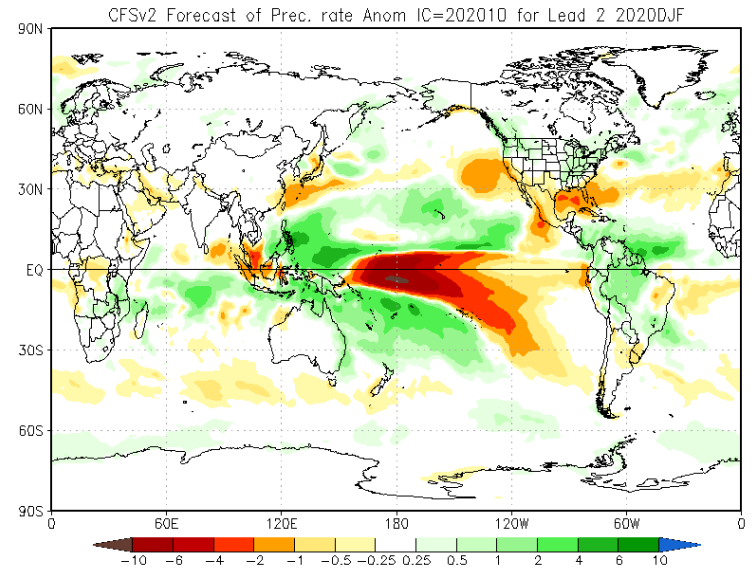 CFSv2 Forecast of Prec. rate Anom IC=202010 for Lead 2 2020DJF
90N
60N
30N
EQ
30S
60S
90S
0 60E 120E 180 120W 60W 0
-10 -6 -4 -2 -1 -0.5 -0.25 0.25 0.5 1 2 4 6 10